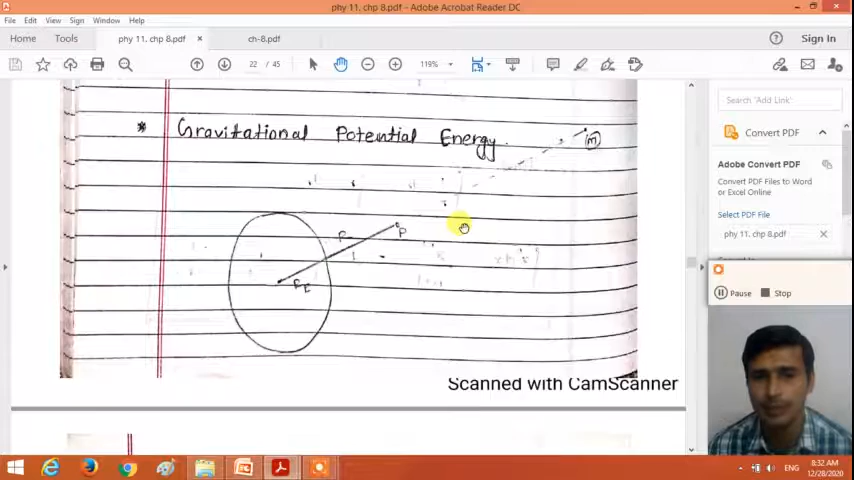 phy 11. chp 8.pdf - Adobe Acrobat Reader DC
File Edit View Sign Window Help
Home Tools phy 11. chp 8.pdf × ch-8.pdf Sign In
22 / 45 119%
* Gravitational Potential Energy.
m
P
r
RE
Scanned with CamScanner
Search 'Add Link'
Convert PDF
Adobe Convert PDF
Convert PDF Files to Word
or Excel Online
Select PDF File
phy 11. chp 8.pdf ×
Pause Stop
ENG
8:32 AM
12/28/2020